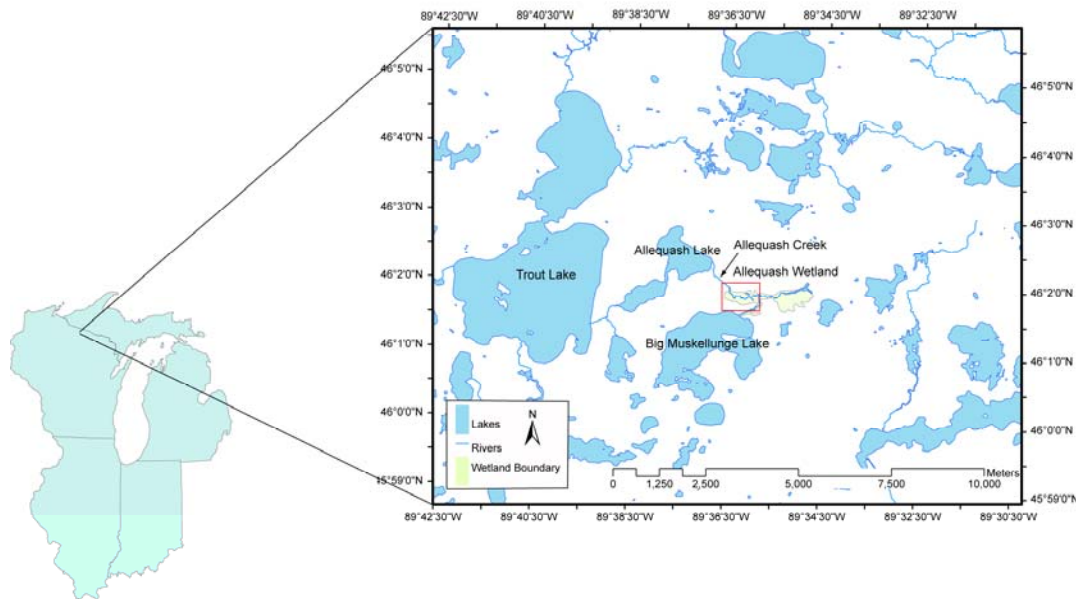 89°42'30"W 89°40'30"W 89°38'30"W 89°36'30"W 89°34'30"W 89°32'30"W
46°5'0"N
46°5'0"N
46°4'0"N
46°4'0"N
46°3'0"N
46°3'0"N
Allequash Lake
Allequash Creek
Trout Lake
Allequash Wetland
46°2'0"N
46°2'0"N
Big Muskellunge Lake
46°1'0"N
46°1'0"N
46°0'0"N
46°0'0"N
N
Lakes
Rivers
Wetland Boundary
Meters
0 1,250 2,500 5,000 7,500 10,000
45°59'0"N
45°59'0"N
89°42'30"W 89°40'30"W 89°38'30"W 89°36'30"W 89°34'30"W 89°32'30"W 89°30'30"W